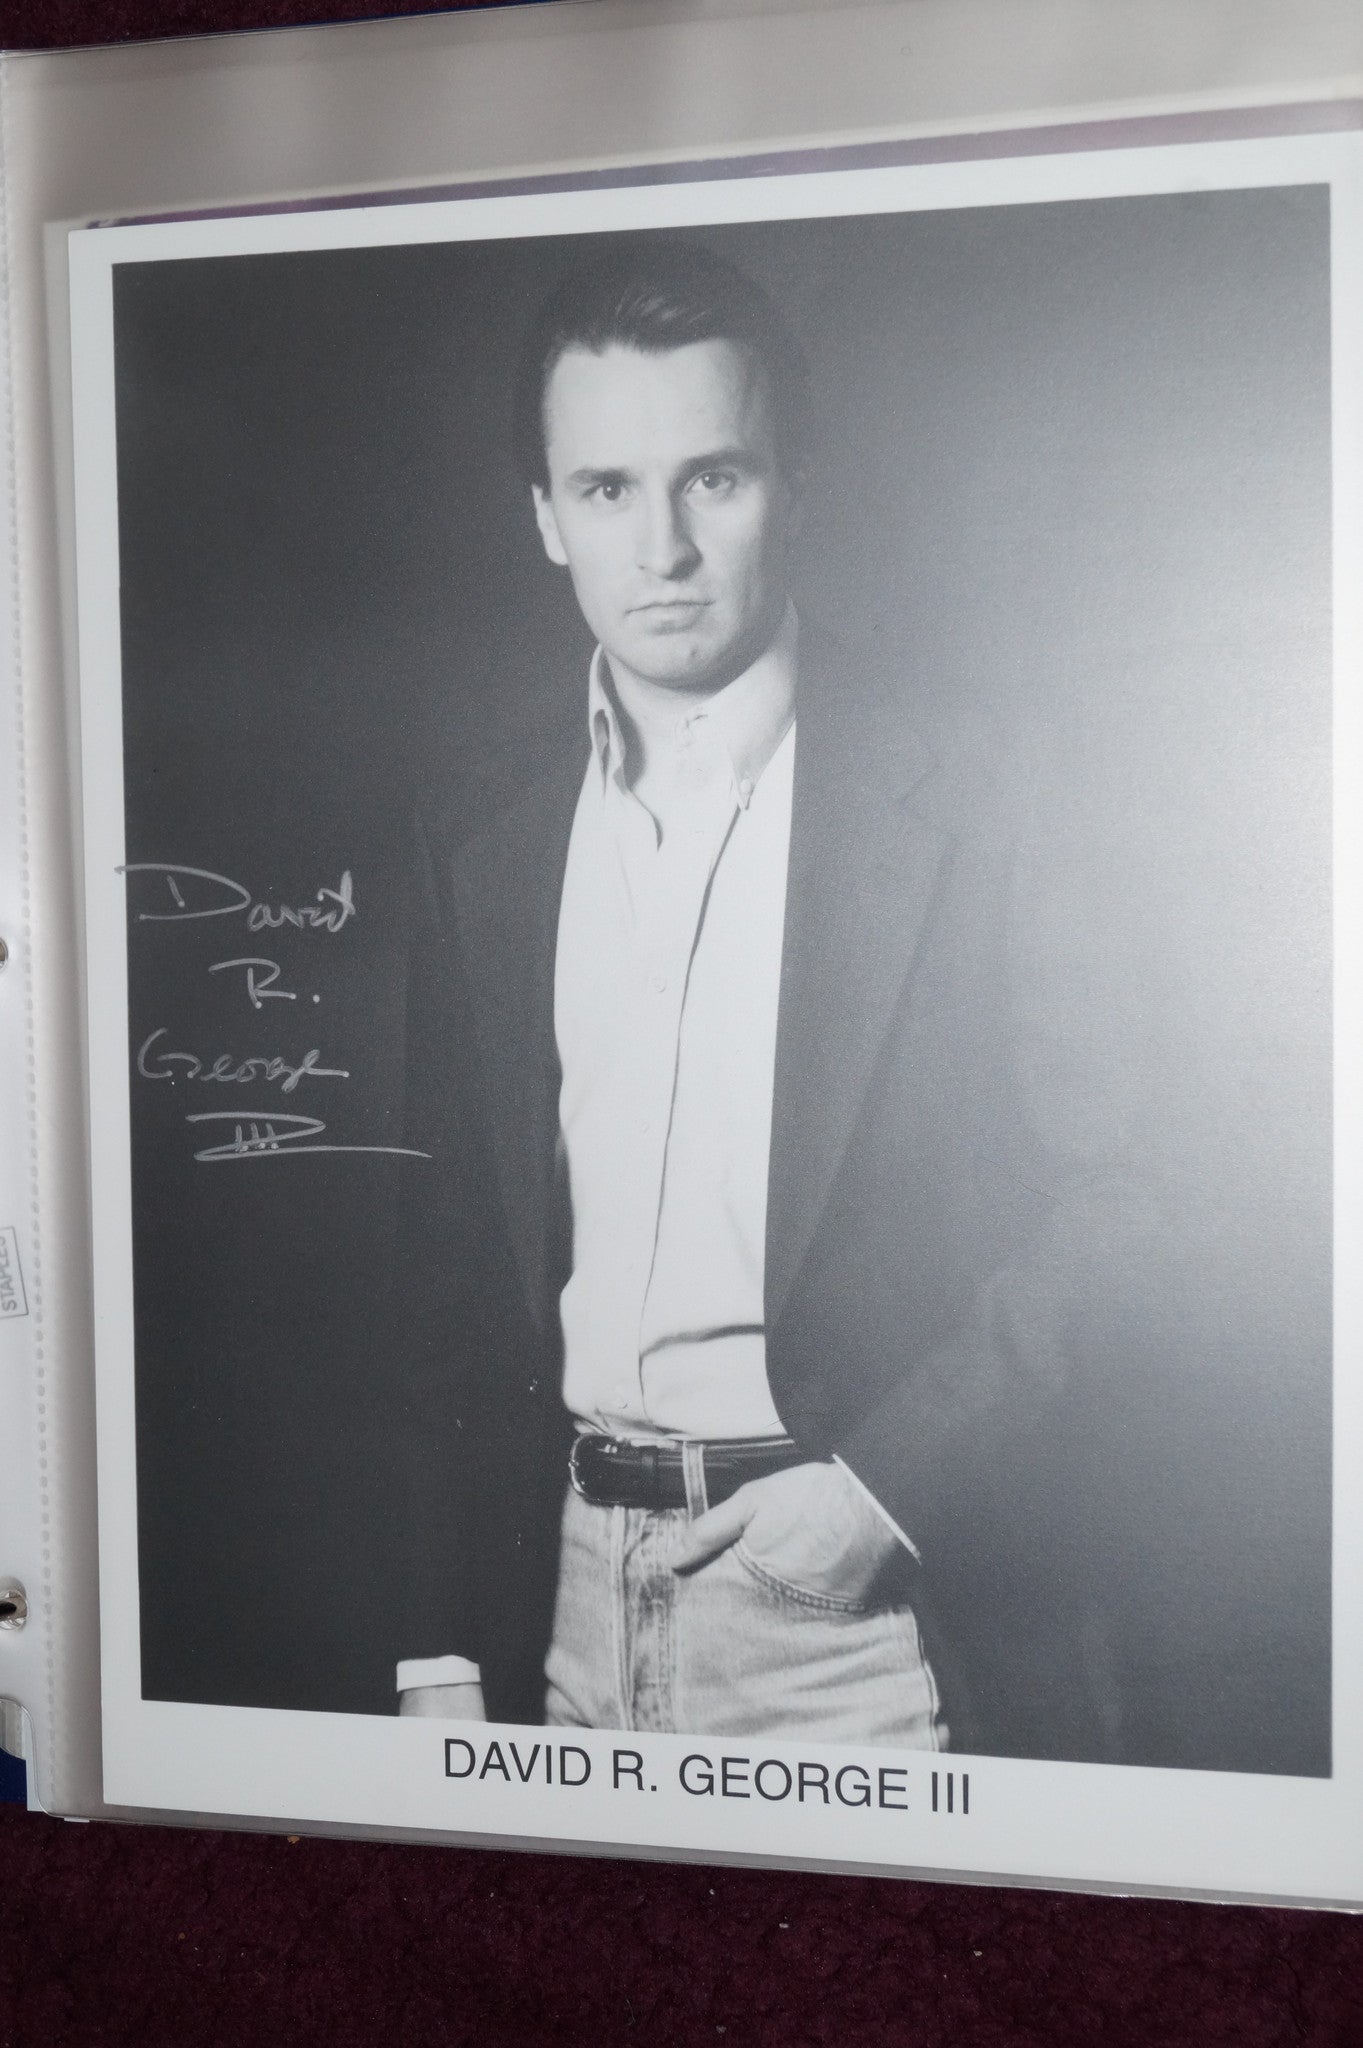 David
R.
George
III
STAPLES
DAVID R. GEORGE III